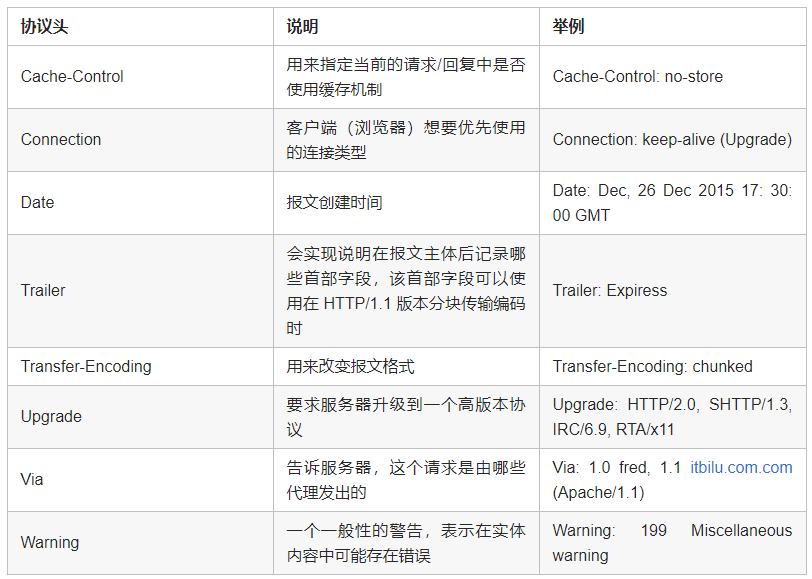 协议头 说明 举例
Cache-Control
用来指定当前的请求/回复中是否
使用缓存机制
Cache-Control: no-store
Connection
客户端（浏览器）想要优先使用
的连接类型
Connection: keep-alive (Upgrade)
Date
报文创建时间
Date: Dec, 26 Dec 2015 17: 30:
00 GMT
Trailer
会实现说明在报文主体后记录哪
些首部字段，该首部字段可以使
用在 HTTP/1.1 版本分块传输编码
时
Trailer: Expiress
Transfer-Encoding
用来改变报文格式
Transfer-Encoding: chunked
Upgrade
要求服务器升级到一个高版本协
议
Upgrade: HTTP/2.0, SHTTP/1.3,
IRC/6.9, RTA/x11
Via
告诉服务器，这个请求是由哪些
代理发出的
Via: 1.0 fred, 1.1 itbilu.com.com
(Apache/1.1)
Warning
一个一般性的警告，表示在实体
内容中可能存在错误
Warning: 199 Miscellaneous
warning